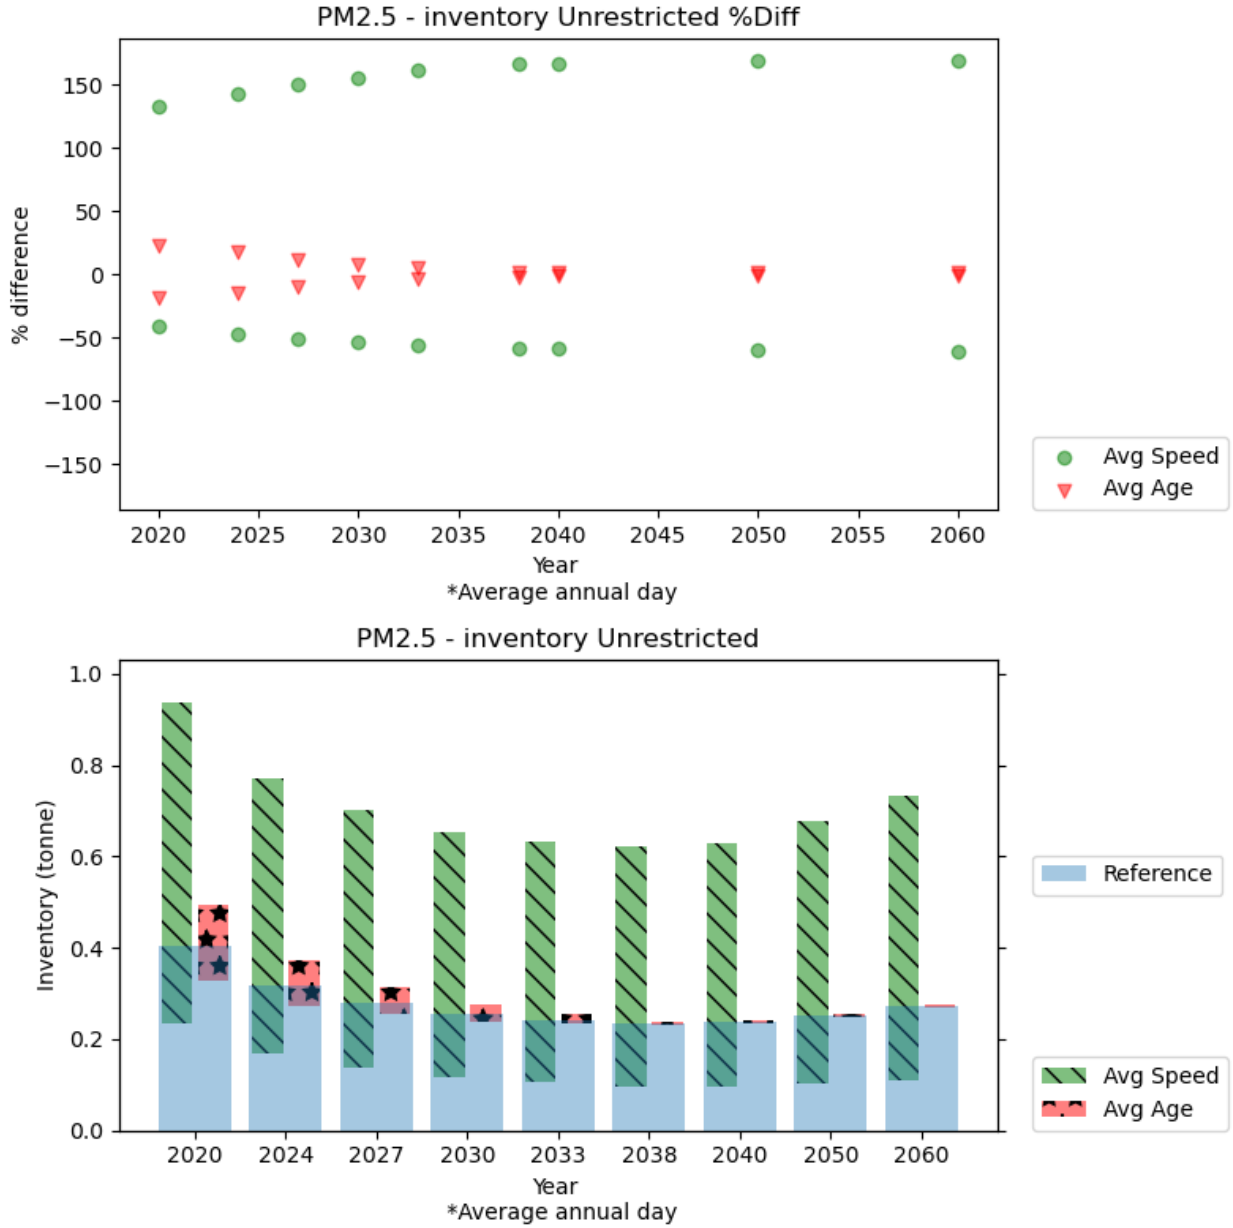 PM2.5 - inventory Unrestricted %Diff
150
100
50
0
−50
−100
−150
% difference
2020 2025 2030 2035 2040 2045 2050 2055 2060
Year
*Average annual day
Avg Speed
Avg Age
PM2.5 - inventory Unrestricted
1.0
0.8
0.6
0.4
0.2
0.0
Inventory (tonne)
2020 2024 2027 2030 2033 2038 2040 2050 2060
Year
*Average annual day
Reference
Avg Speed
Avg Age